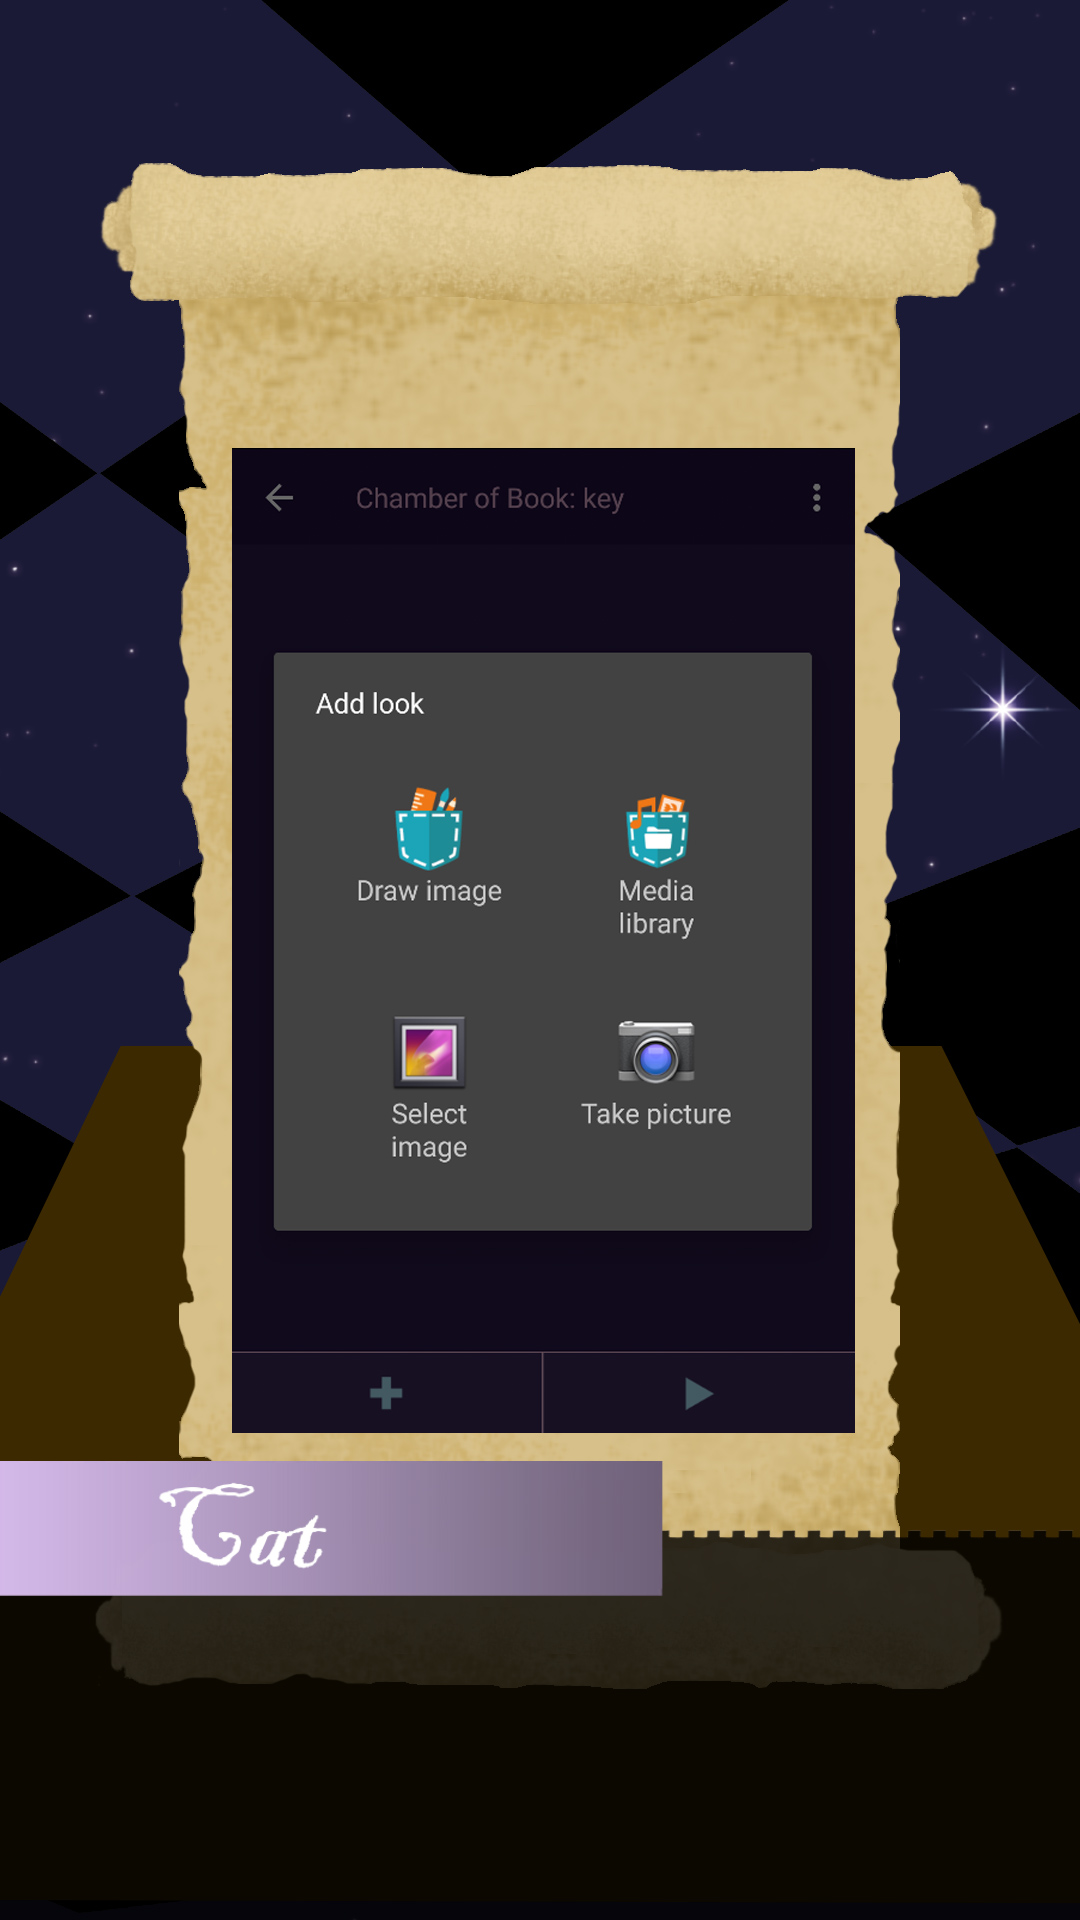 Chamber of Book: key
Add look
Draw image
Media
library
Select
image
Take picture
Cat